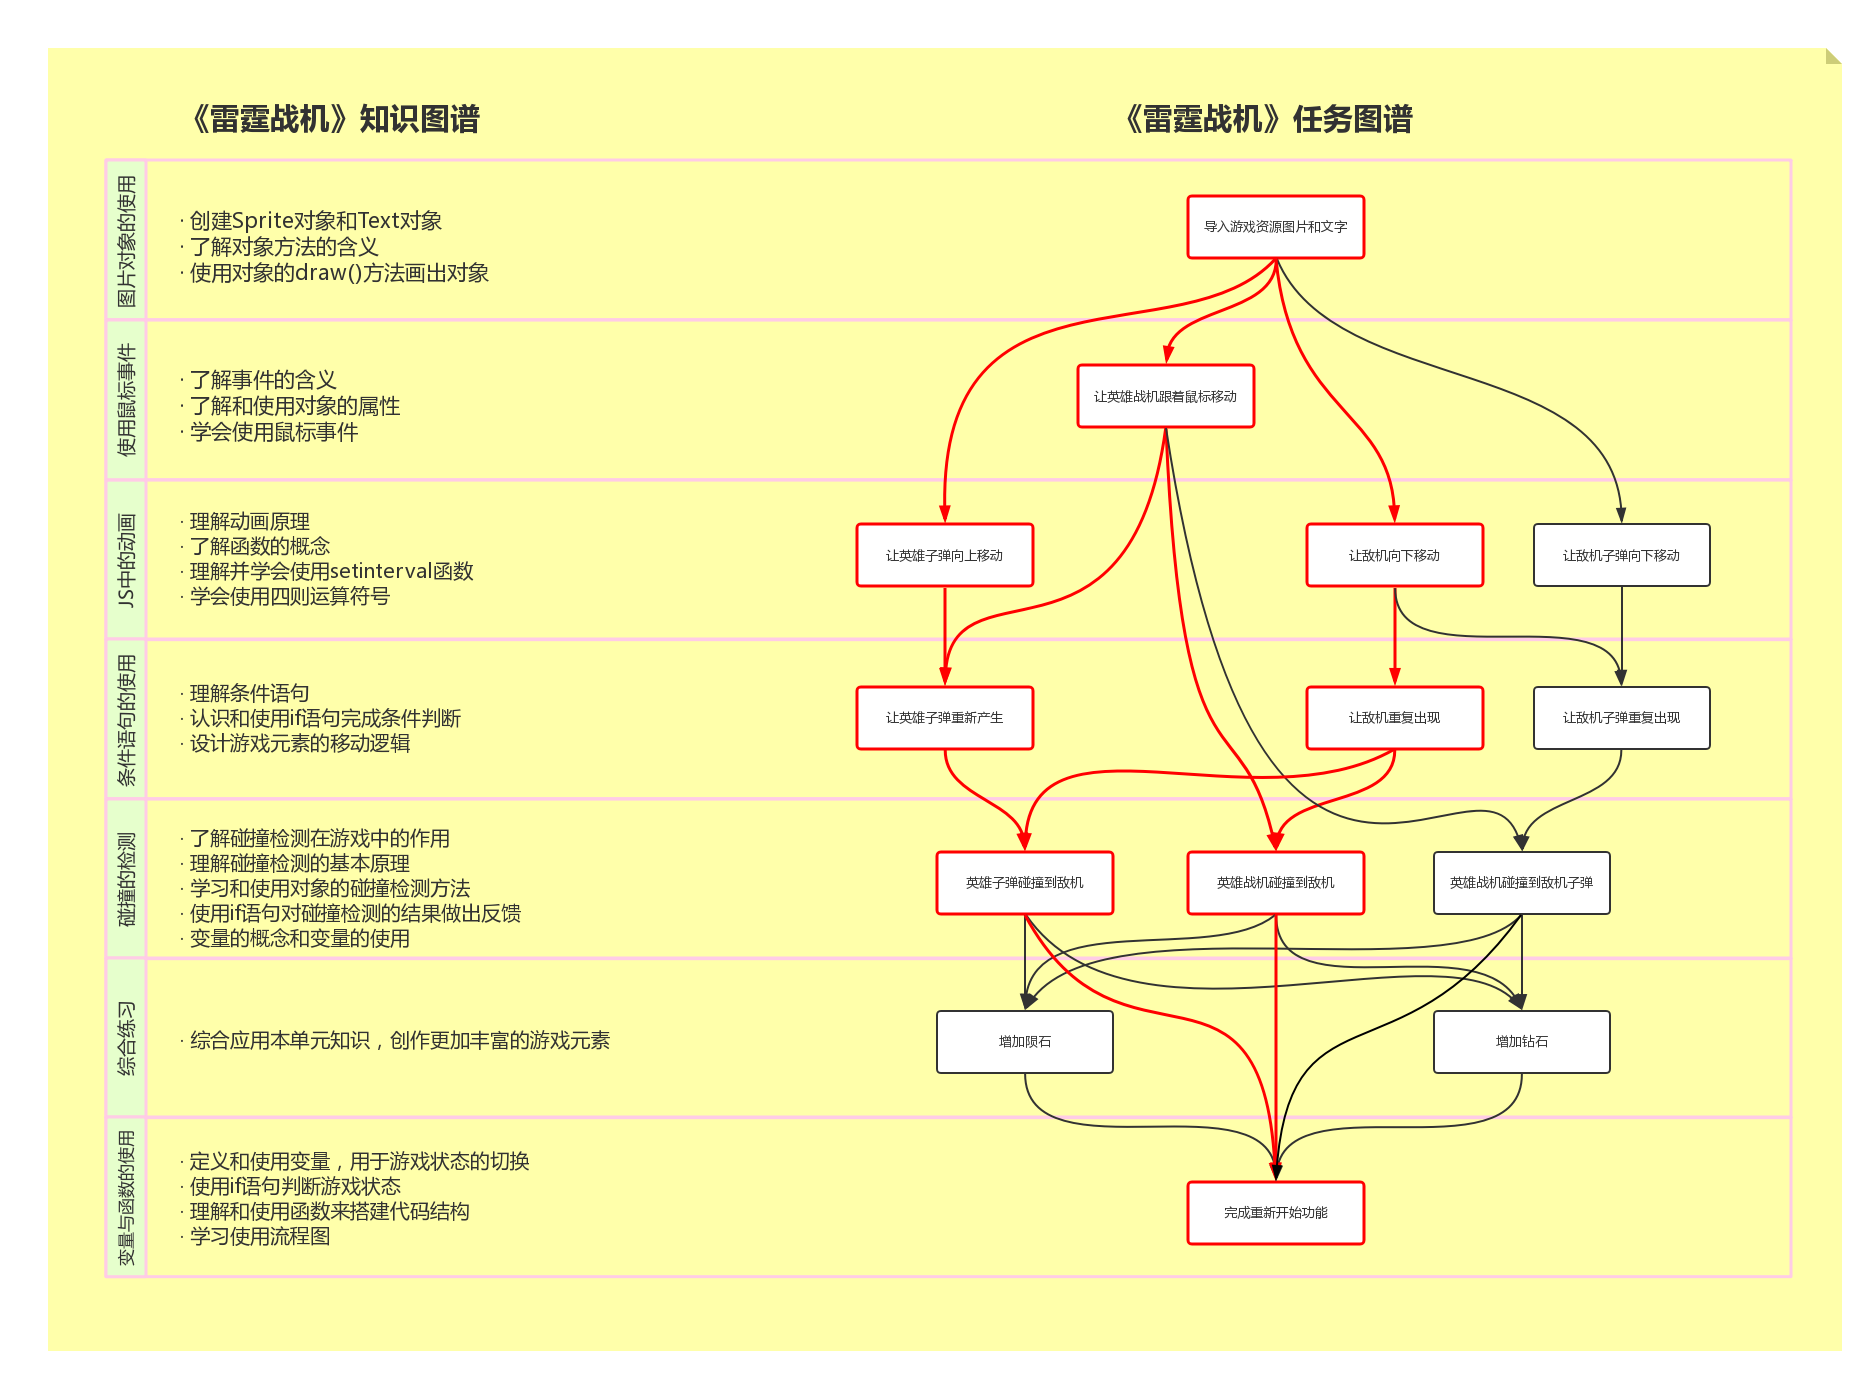 《雷霆战机》知识图谱
《雷霆战机》任务图谱
图片对象的使用
· 创建Sprite对象和Text对象
· 了解对象方法的含义
· 使用对象的draw()方法画出对象
导入游戏资源图片和文字
使用鼠标事件
· 了解事件的含义
· 了解和使用对象的属性
· 学会使用鼠标事件
让英雄战机跟着鼠标移动
JS中的动画
· 理解动画原理
· 了解函数的概念
· 理解并学会使用setinterval函数
· 学会使用四则运算符号
让英雄子弹向上移动
让敌机向下移动
让敌机子弹向下移动
条件语句的使用
· 理解条件语句
· 认识和使用if语句完成条件判断
· 设计游戏元素的移动逻辑
让英雄子弹重新产生
让敌机重复出现
让敌机子弹重复出现
碰撞的检测
· 了解碰撞检测在游戏中的作用
· 理解碰撞检测的基本原理
· 学习和使用对象的碰撞检测方法
· 使用if语句对碰撞检测的结果做出反馈
· 变量的概念和变量的使用
英雄子弹碰撞到敌机
英雄战机碰撞到敌机
英雄战机碰撞到敌机子弹
综合练习
· 综合应用本单元知识，创作更加丰富的游戏元素
增加陨石
增加钻石
变量与函数的使用
· 定义和使用变量，用于游戏状态的切换
· 使用if语句判断游戏状态
· 理解和使用函数来搭建代码结构
· 学习使用流程图
完成重新开始功能